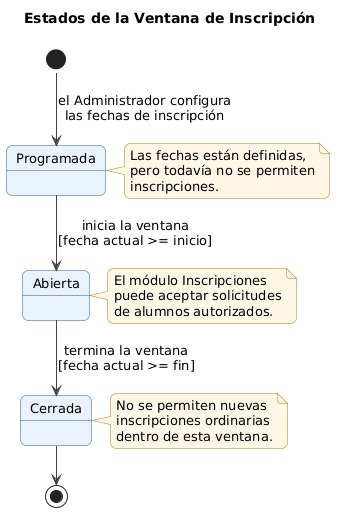 Estados de la Ventana de Inscripción
el Administrador configura
las fechas de inscripción
Programada
Las fechas están definidas,
pero todavía no se permiten
inscripciones.
inicia la ventana
[fecha actual >= inicio]
Abierta
El módulo Inscripciones
puede aceptar solicitudes
de alumnos autorizados.
termina la ventana
[fecha actual >= fin]
Cerrada
No se permiten nuevas
inscripciones ordinarias
dentro de esta ventana.